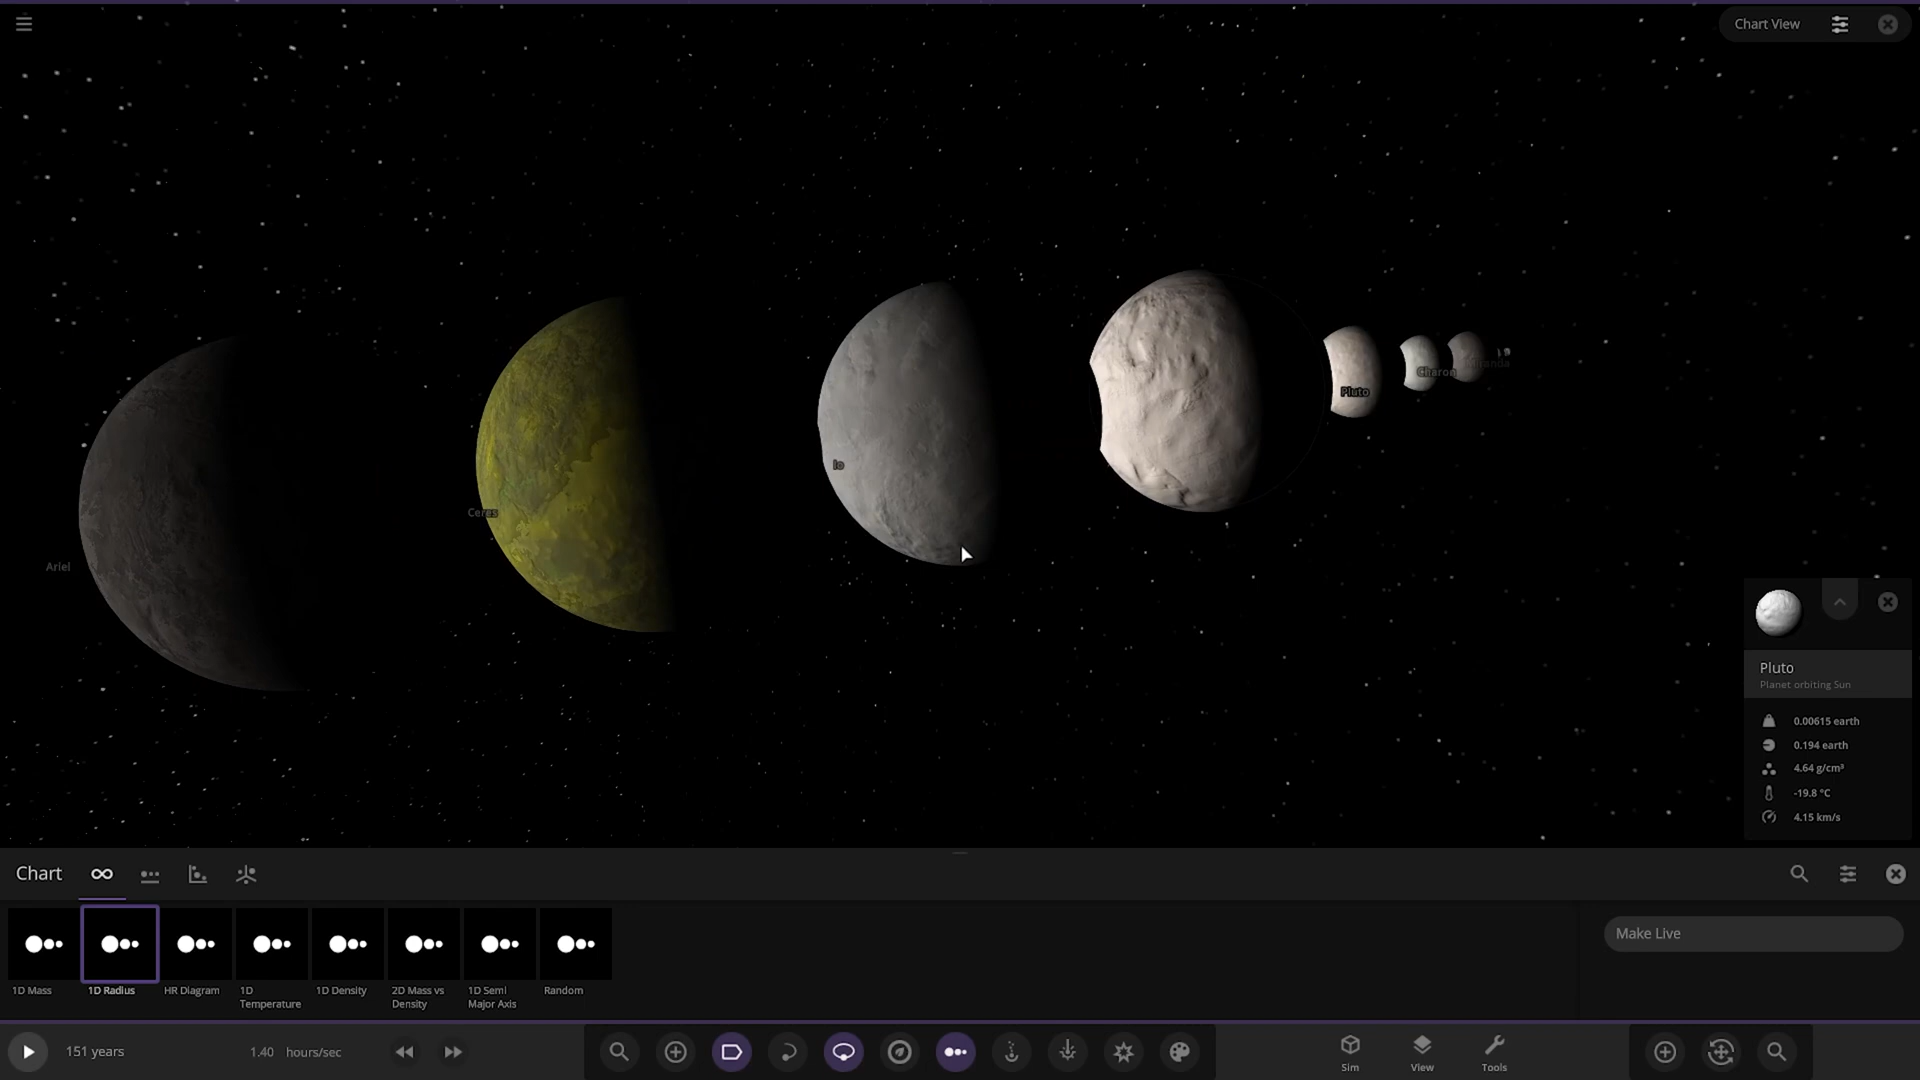 Chart View
Pluto
Charon
Miranda
Io
Ceres
Ariel
Pluto
Planet orbiting Sun
0.00615 earth
0.194 earth
4.64 g/cm³
-19.8 °C
4.15 km/s
Chart
1D Mass
1D Radius
HR Diagram
1D
Temperature
1D Density
2D Mass vs
Density
1D Semi
Major Axis
Random
Make Live
151 years
1.40 hours/sec
Sim
View
Tools